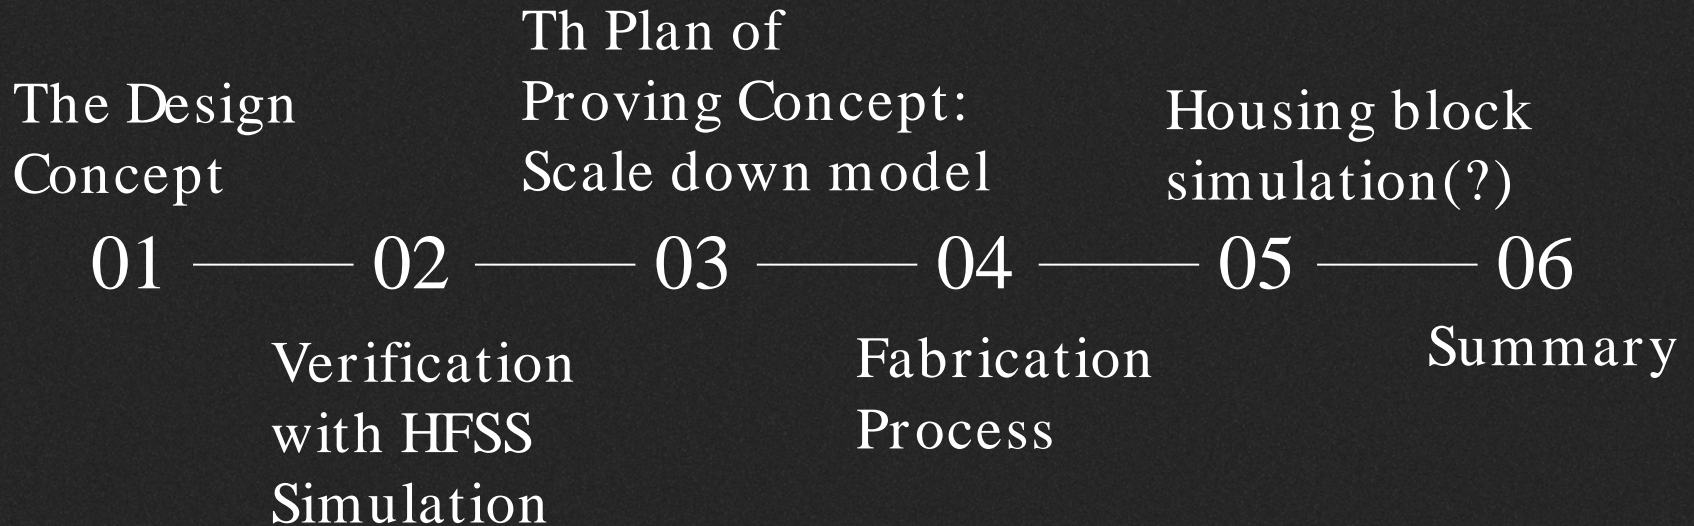 The Design
Concept
01
Verification
with HFSS
Simulation
02
Th Plan of
Proving Concept:
Scale down model
03
Fabrication
Process
04
Housing block
simulation(?)
05
Summary
06